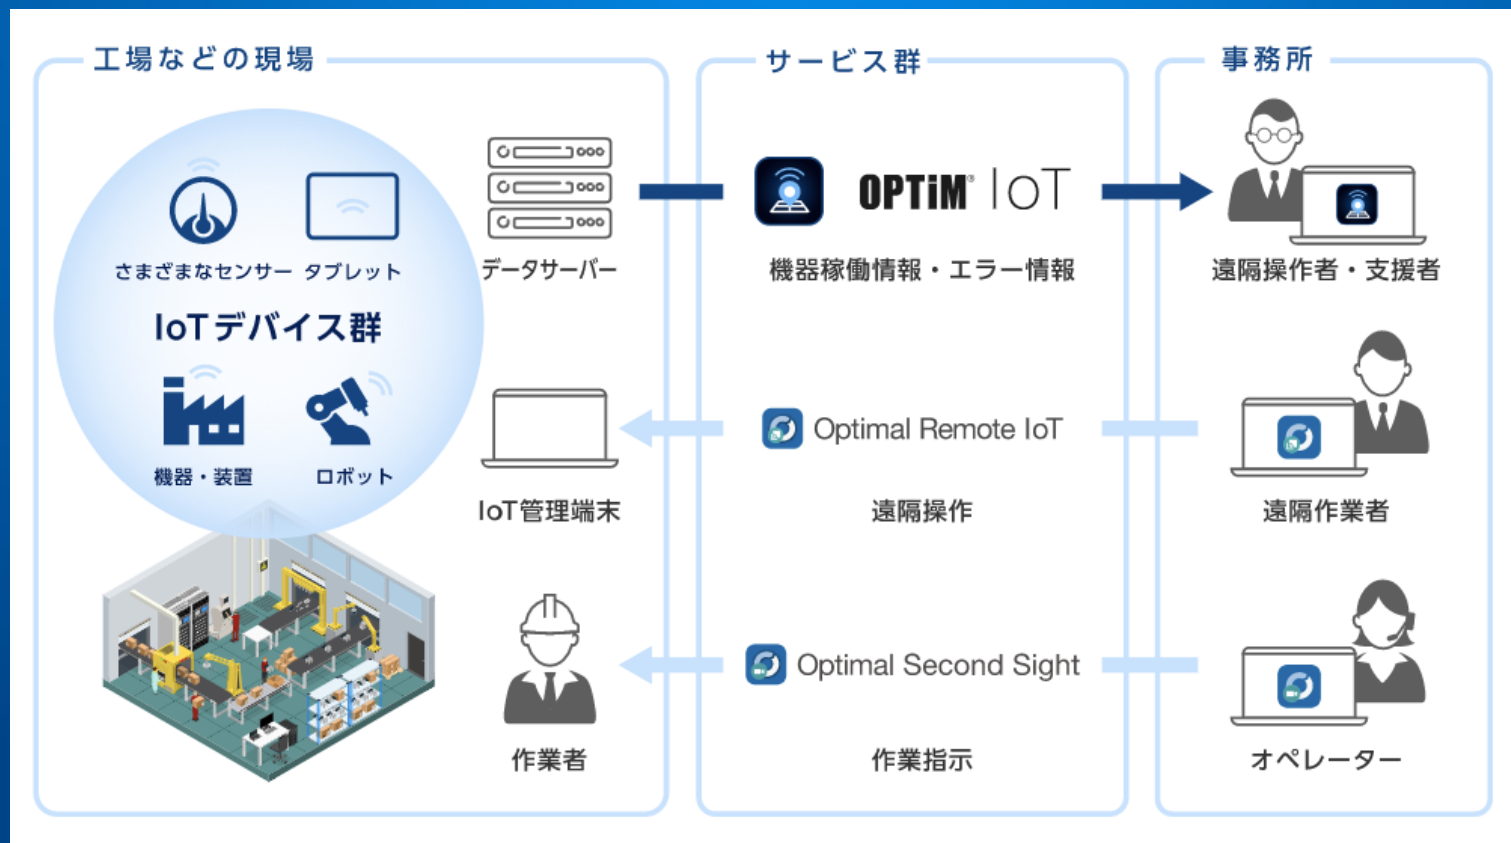 工場などの現場
サービス群
事務所
さまざまなセンサー
タブレット
IoTデバイス群
機器・装置
ロボット
データサーバー
IoT管理端末
作業者
OPTiM® IoT
機器稼働情報・エラー情報
Optimal Remote IoT
遠隔操作
Optimal Second Sight
作業指示
遠隔操作者・支援者
遠隔作業者
オペレーター